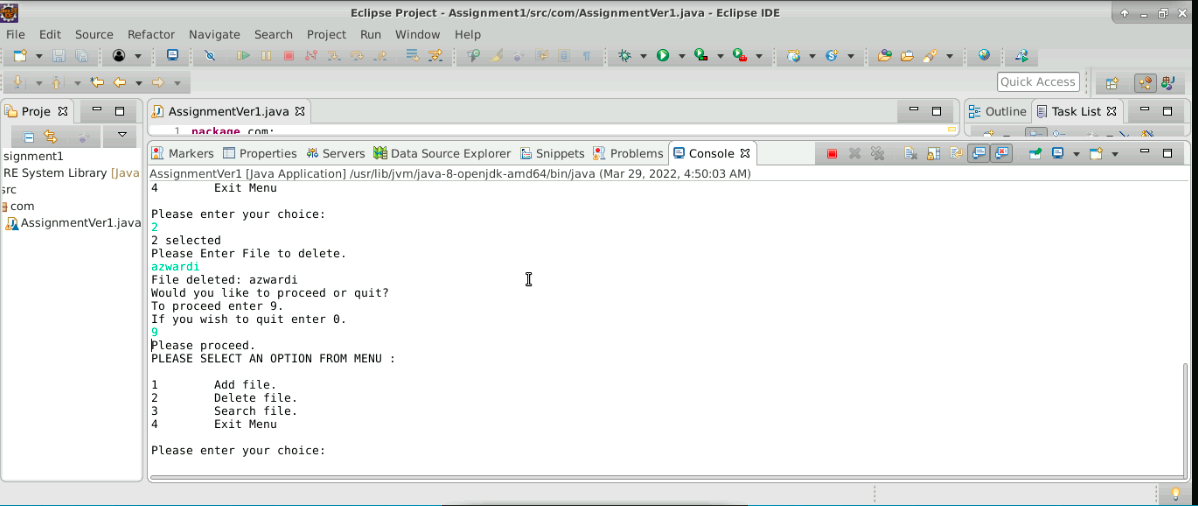 Eclipse Project - Assignment1/src/com/AssignmentVer1.java - Eclipse IDE
File Edit Source Refactor Navigate Search Project Run Window Help
Quick Access
Proje
AssignmentVer1.java
Outline Task List
1 package com;
Markers Properties Servers Data Source Explorer Snippets Problems Console
signment1
RE System Library [Java
src
com
AssignmentVer1.java
AssignmentVer1 [Java Application] /usr/lib/jvm/java-8-openjdk-amd64/bin/java (Mar 29, 2022, 4:50:03 AM)
4 Exit Menu
Please enter your choice:
2
2 selected
Please Enter File to delete.
azwardi
File deleted: azwardi
Would you like to proceed or quit?
To proceed enter 9.
If you wish to quit enter 0.
9
Please proceed.
PLEASE SELECT AN OPTION FROM MENU :
1 Add file.
2 Delete file.
3 Search file.
4 Exit Menu
Please enter your choice: